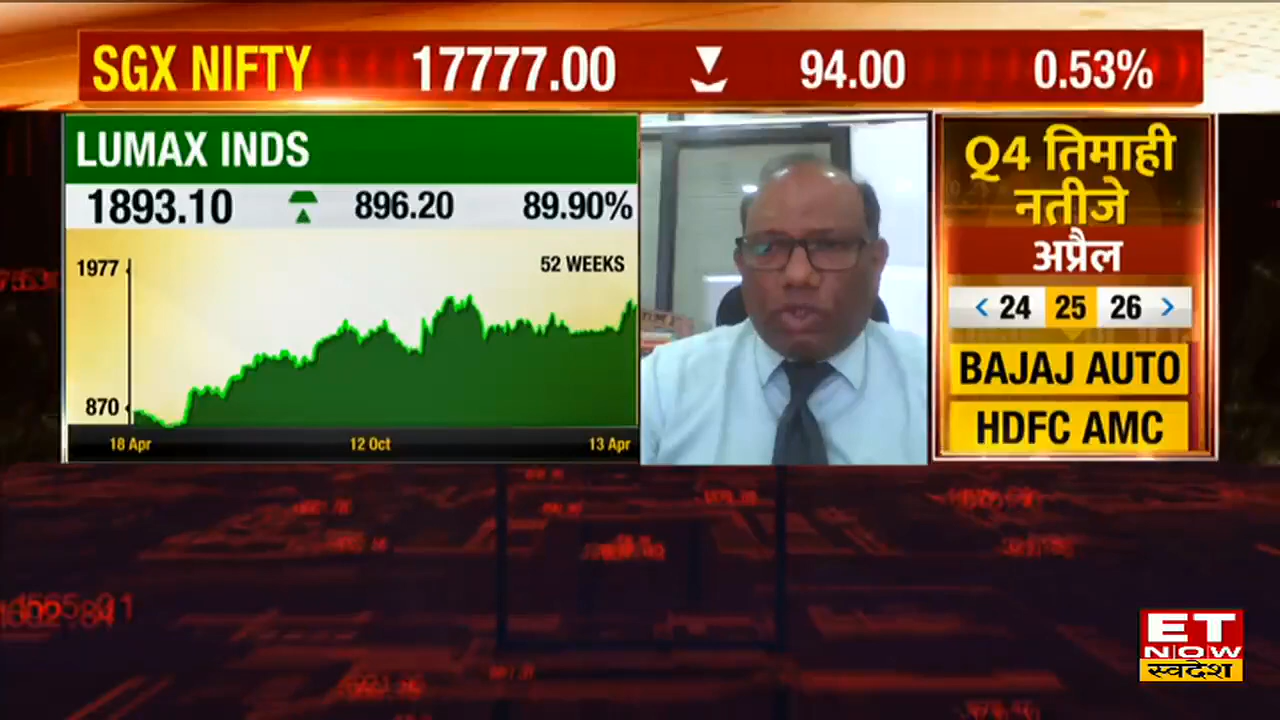 SGX NIFTY 17777.00 94.00 0.53%
LUMAX INDS
1893.10 896.20 89.90%
1977 52 WEEKS
870
18 Apr 12 Oct 13 Apr
Q4 तिमाही
नतीजे
अप्रैल
< 24 25 26 >
BAJAJ AUTO
HDFC AMC
ET
NOW
स्वदेश